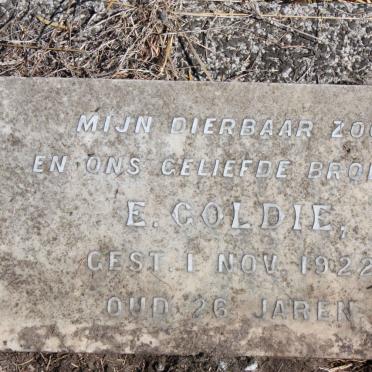 MIJN DIERBAAR ZOO
EN ONS GELIEFDE BRO
E. GOLDIE,
GEST. 1 NOV. 1922
OUD 26 JAREN